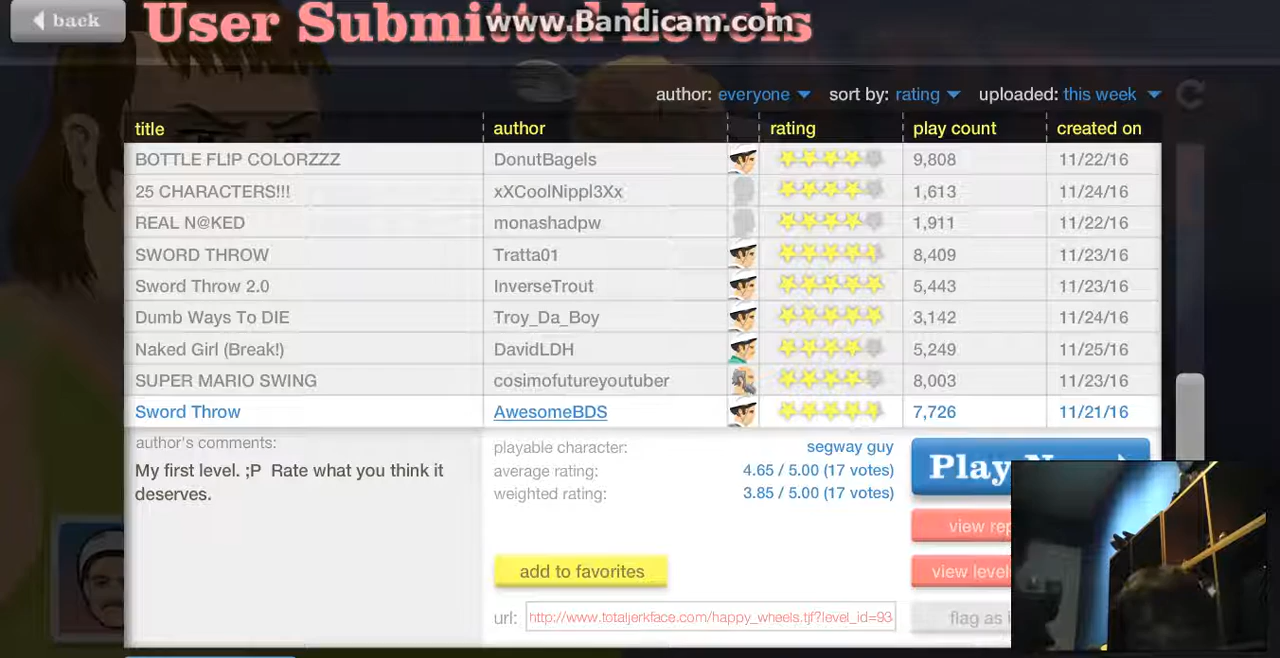 back
User Submitted Levels
www.Bandicam.com
author: everyone sort by: rating uploaded: this week
title author rating play count created on
BOTTLE FLIP COLORZZZ DonutBagels 9,808 11/22/16
25 CHARACTERS!!! xXCoolNippl3Xx 1,613 11/24/16
REAL N@KED monashadpw 1,911 11/22/16
SWORD THROW Tratta01 8,409 11/23/16
Sword Throw 2.0 InverseTrout 5,443 11/23/16
Dumb Ways To DIE Troy_Da_Boy 3,142 11/24/16
Naked Girl (Break!) DavidLDH 5,249 11/25/16
SUPER MARIO SWING cosimofutureyoutuber 8,003 11/23/16
Sword Throw AwesomeBDS 7,726 11/21/16
author's comments:
My first level. ;P Rate what you think it
deserves.
playable character: segway guy
average rating: 4.65 / 5.00 (17 votes)
weighted rating: 3.85 / 5.00 (17 votes)
add to favorites
url: http://www.totaljerkface.com/happy_wheels.tjf?level_id=93
Play
view
view level
flag as